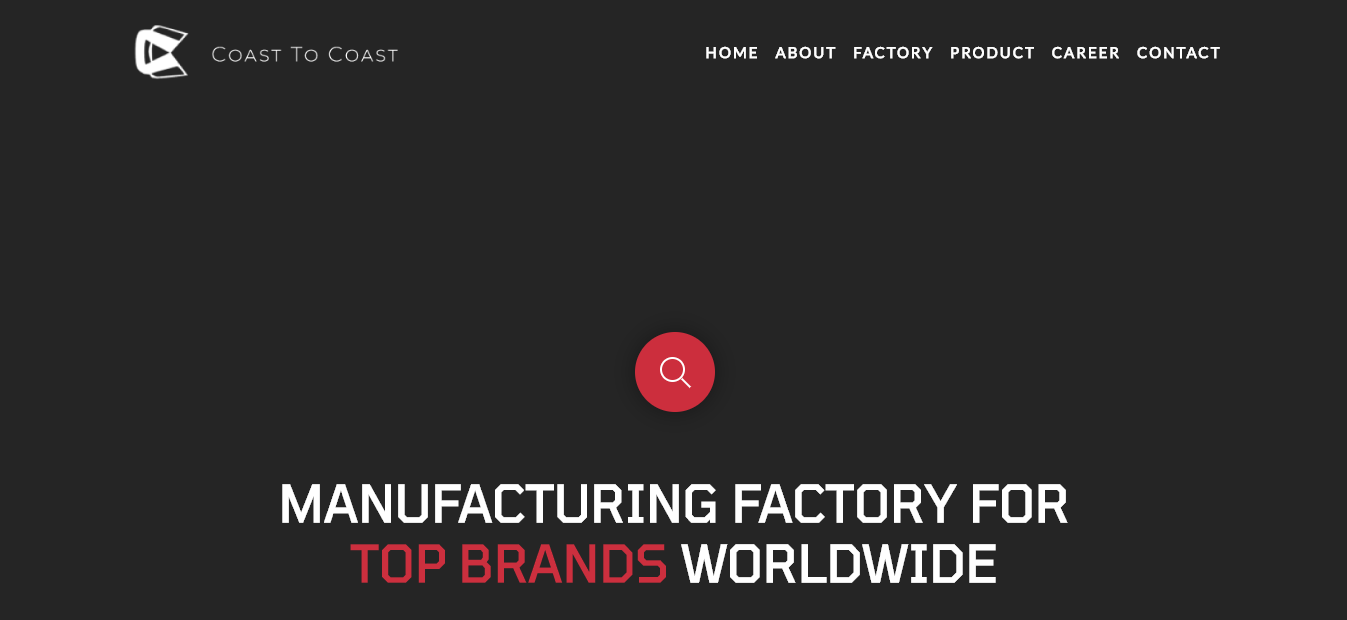 COAST TO COAST
HOME ABOUT FACTORY PRODUCT CAREER CONTACT
MANUFACTURING FACTORY FOR
TOP BRANDS WORLDWIDE